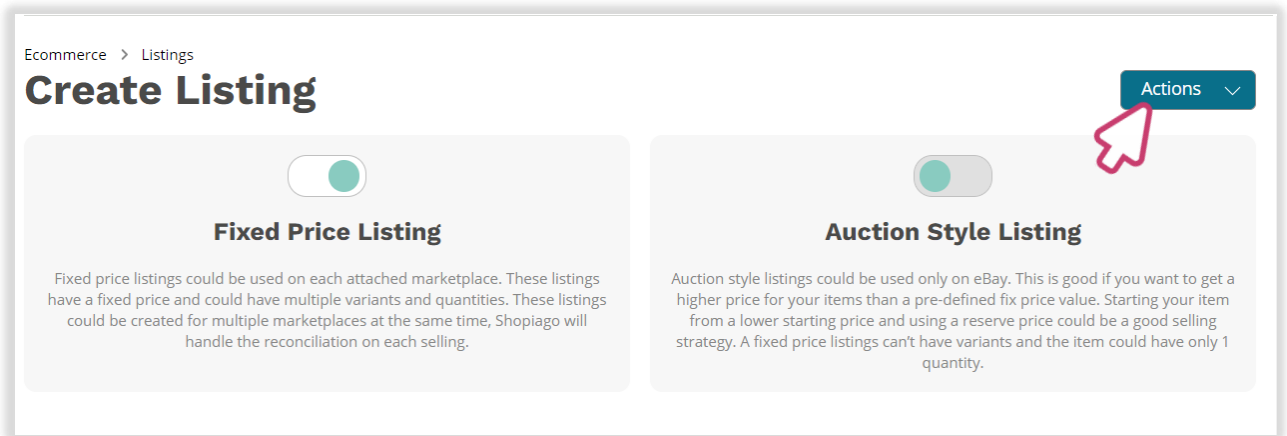 Ecommerce > Listings
Create Listing
Actions
Fixed Price Listing
Fixed price listings could be used on each attached marketplace. These listings
have a fixed price and could have multiple variants and quantities. These listings
could be created for multiple marketplaces at the same time, Shopiago will
handle the reconciliation on each selling.
Auction Style Listing
Auction style listings could be used only on eBay. This is good if you want to get a
higher price for your items than a pre-defined fix price value. Starting your item
from a lower starting price and using a reserve price could be a good selling
strategy. A fixed price listings can't have variants and the item could have only 1
quantity.